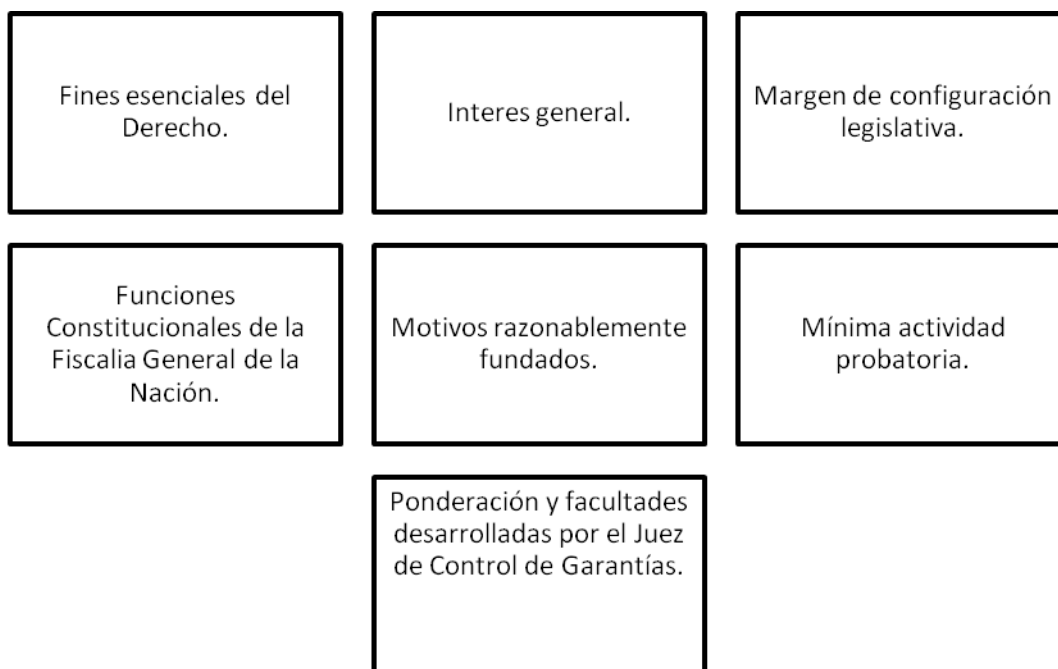 Fines esenciales del
Derecho.
Interes general.
Margen de configuración
legislativa.
Funciones
Constitucionales de la
Fiscalia General de la
Nación.
Motivos razonablemente
fundados.
Mínima actividad
probatoria.
Ponderación y facultades
desarrolladas por el Juez
de Control de Garantías.